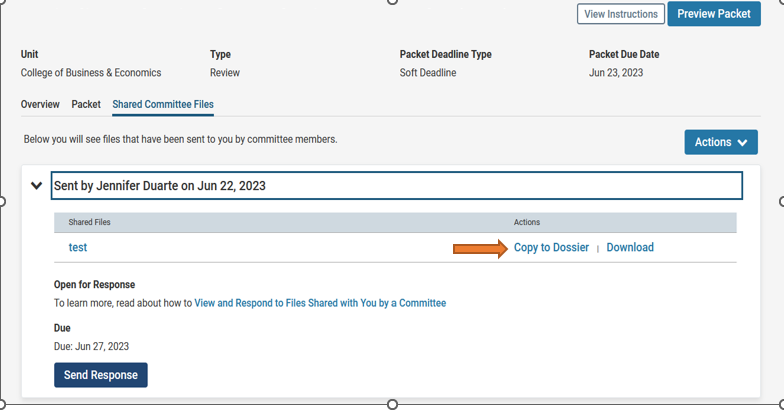 View Instructions
Preview Packet
Unit
Type
Packet Deadline Type
Packet Due Date
College of Business & Economics
Review
Soft Deadline
Jun 23, 2023
Overview
Packet
Shared Committee Files
Below you will see files that have been sent to you by committee members.
Actions
Sent by Jennifer Duarte on Jun 22, 2023
Shared Files
Actions
test
Copy to Dossier | Download
Open for Response
To learn more, read about how to View and Respond to Files Shared with You by a Committee
Due
Due: Jun 27, 2023
Send Response